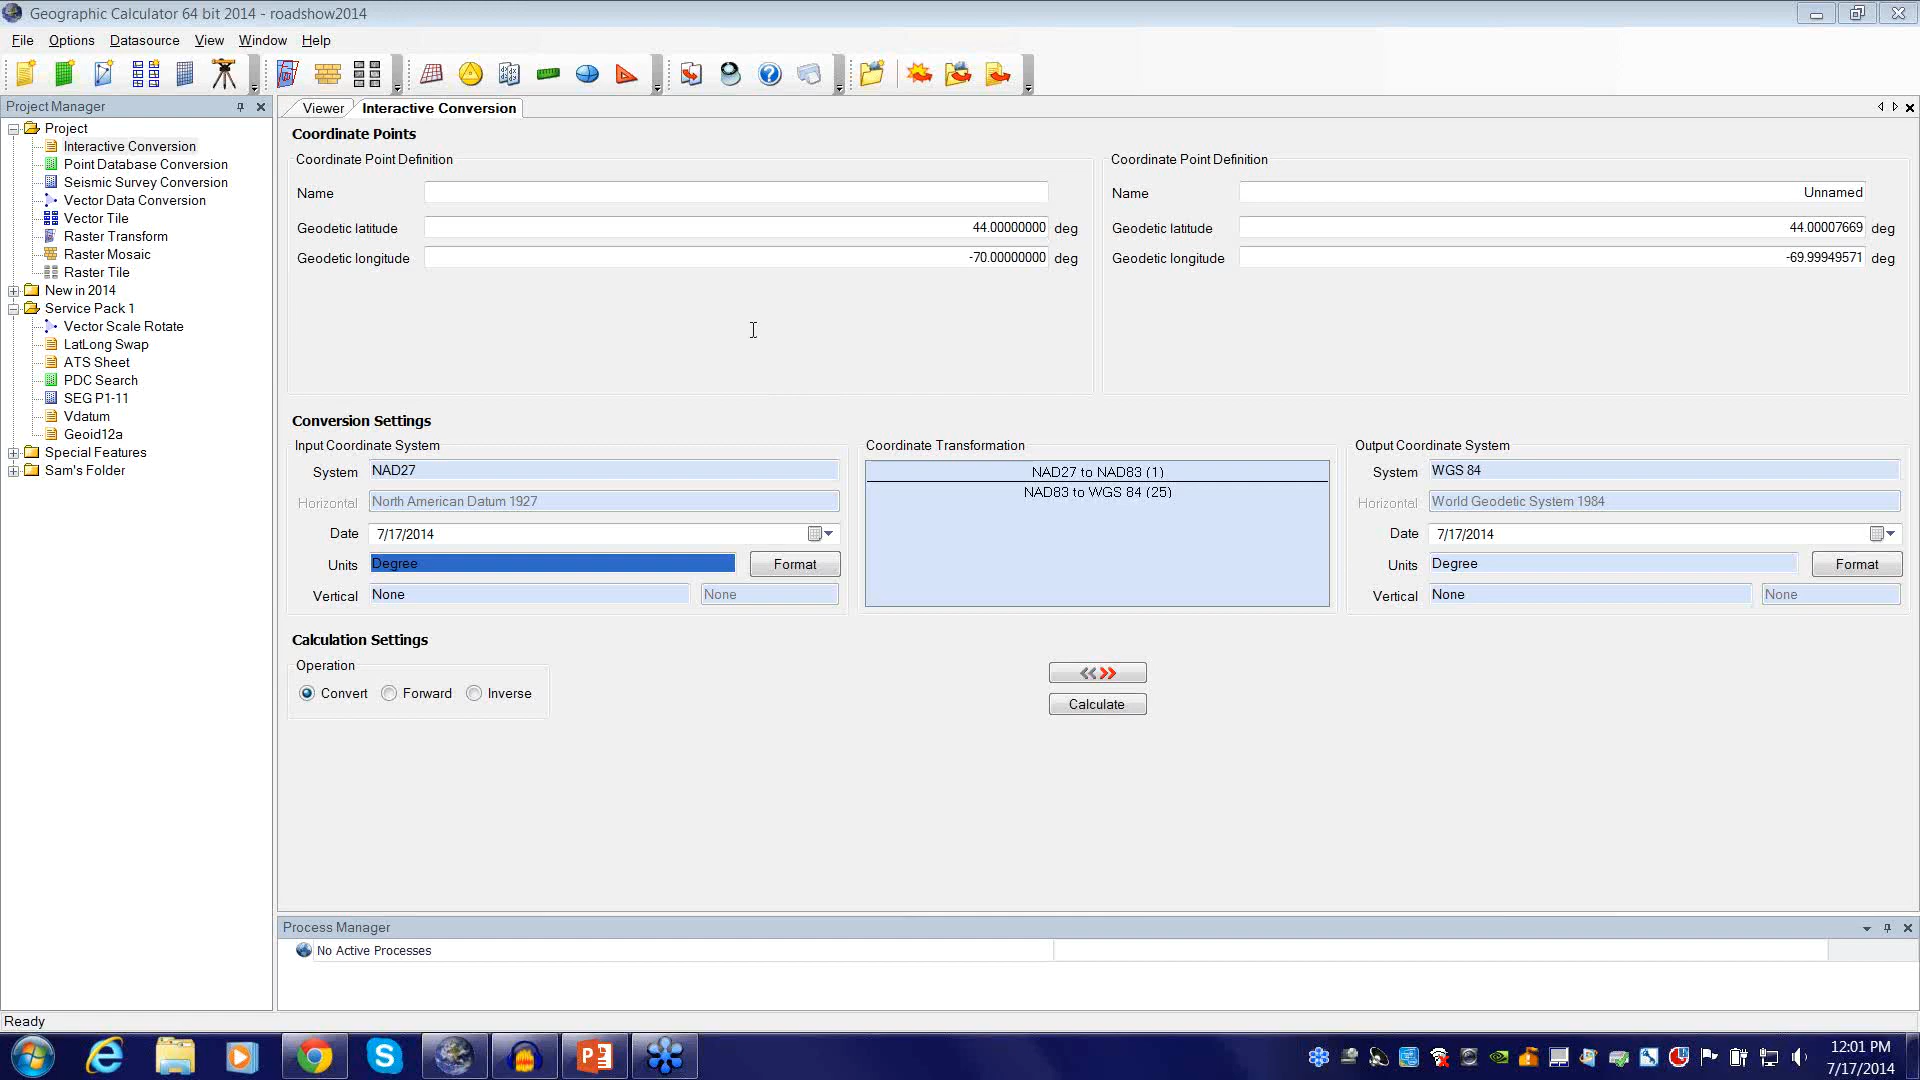 Geographic Calculator 64 bit 2014 - roadshow2014
File Options Datasource View Window Help
Project Manager
Project
Interactive Conversion
Point Database Conversion
Seismic Survey Conversion
Vector Data Conversion
Vector Tile
Raster Transform
Raster Mosaic
Raster Tile
New in 2014
Service Pack 1
Vector Scale Rotate
LatLong Swap
ATS Sheet
PDC Search
SEG P1-11
Vdatum
Geoid12a
Special Features
Sam's Folder
Viewer Interactive Conversion
Coordinate Points
Coordinate Point Definition
Name
Geodetic latitude 44.00000000 deg
Geodetic longitude -70.00000000 deg
Coordinate Point Definition
Name Unnamed
Geodetic latitude 44.00007669 deg
Geodetic longitude -69.99949571 deg
Conversion Settings
Input Coordinate System
System NAD27
Horizontal North American Datum 1927
Date 7/17/2014
Units Degree Format
Vertical None None
Coordinate Transformation
NAD27 to NAD83 (1)
NAD83 to WGS 84 (25)
Output Coordinate System
System WGS 84
Horizontal World Geodetic System 1984
Date 7/17/2014
Units Degree Format
Vertical None None
Calculation Settings
Operation
Convert Forward Inverse
Calculate
Process Manager
No Active Processes
Ready
12:01 PM
7/17/2014